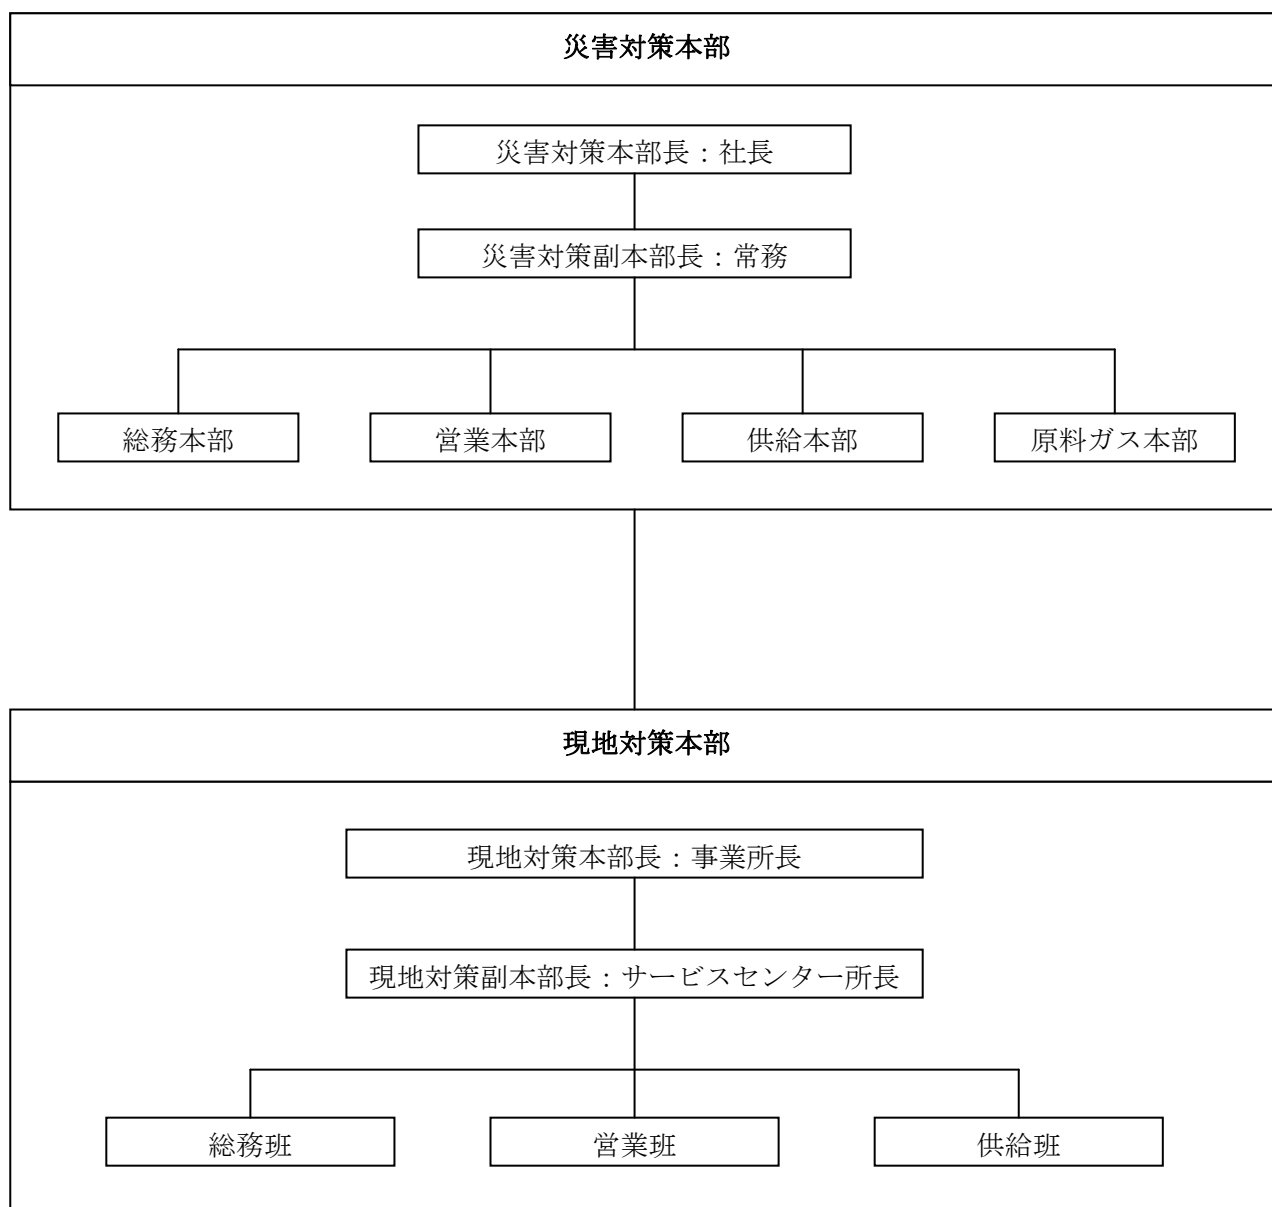 災害対策本部
災害対策本部長：社長
災害対策副本部長：常務
総務本部
営業本部
供給本部
原料ガス本部
現地対策本部
現地対策本部長：事業所長
現地対策副本部長：サービスセンター所長
総務班
営業班
供給班